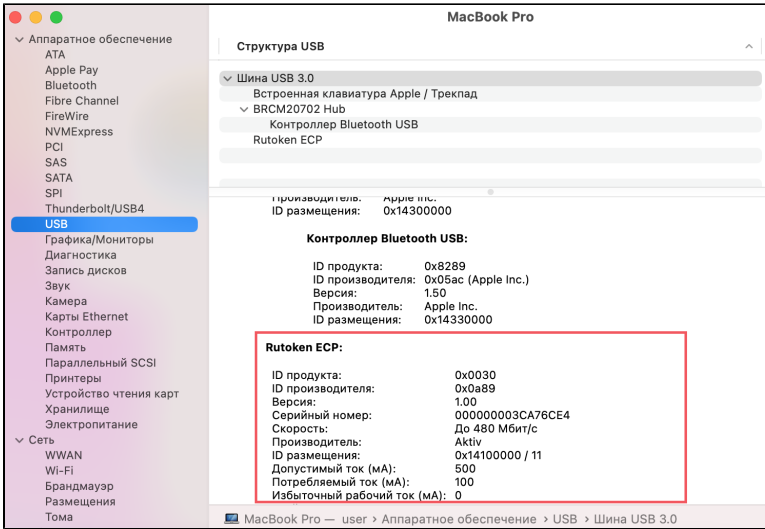 MacBook Pro
Аппаратное обеспечение
ATA
Apple Pay
Bluetooth
Fibre Channel
FireWire
NVMExpress
PCI
SAS
SATA
SPI
Thunderbolt/USB4
USB
Графика/Мониторы
Диагностика
Запись дисков
Звук
Камера
Карты Ethernet
Контроллер
Память
Параллельный SCSI
Принтеры
Устройство чтения карт
Хранилище
Электропитание
Сеть
WWAN
Wi-Fi
Брандмауэр
Размещения
Тома
Структура USB
Шина USB 3.0
Встроенная клавиатура Apple / Трекпад
BRCM20702 Hub
Контроллер Bluetooth USB
Rutoken ECP
Производитель: Apple Inc.
ID размещения: 0x14300000
Контроллер Bluetooth USB:
ID продукта: 0x8289
ID производителя: 0x05ac (Apple Inc.)
Версия: 1.50
Производитель: Apple Inc.
ID размещения: 0x14330000
Rutoken ECP:
ID продукта: 0x0030
ID производителя: 0x0a89
Версия: 1.00
Серийный номер: 000000003CA76CE4
Скорость: До 480 Мбит/с
Производитель: Aktiv
ID размещения: 0x14100000 / 11
Допустимый ток (мА): 500
Потребляемый ток (мА): 100
Избыточный рабочий ток (мА): 0
MacBook Pro — user › Аппаратное обеспечение › USB › Шина USB 3.0